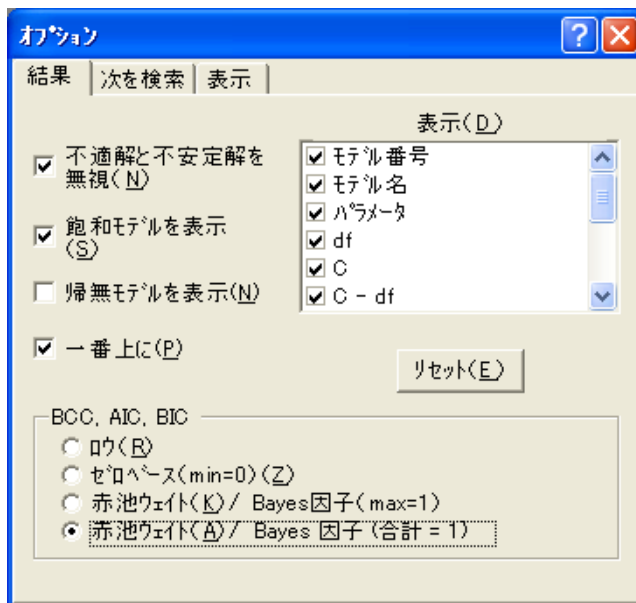 オプション
結果 次を検索 表示
表示(D)
不適解と不安定解を
無視(N)
飽和モデルを表示
(S)
帰無モデルを表示(N)
一番上に(P)
モデル番号
モデル名
パラメータ
df
C
C - df
リセット(E)
BCC, AIC, BIC
ロウ(R)
ゼロベース(min=0)(Z)
赤池ウェイト(K)/ Bayes因子(max=1)
赤池ウェイト(A)/ Bayes 因子 (合計 = 1)